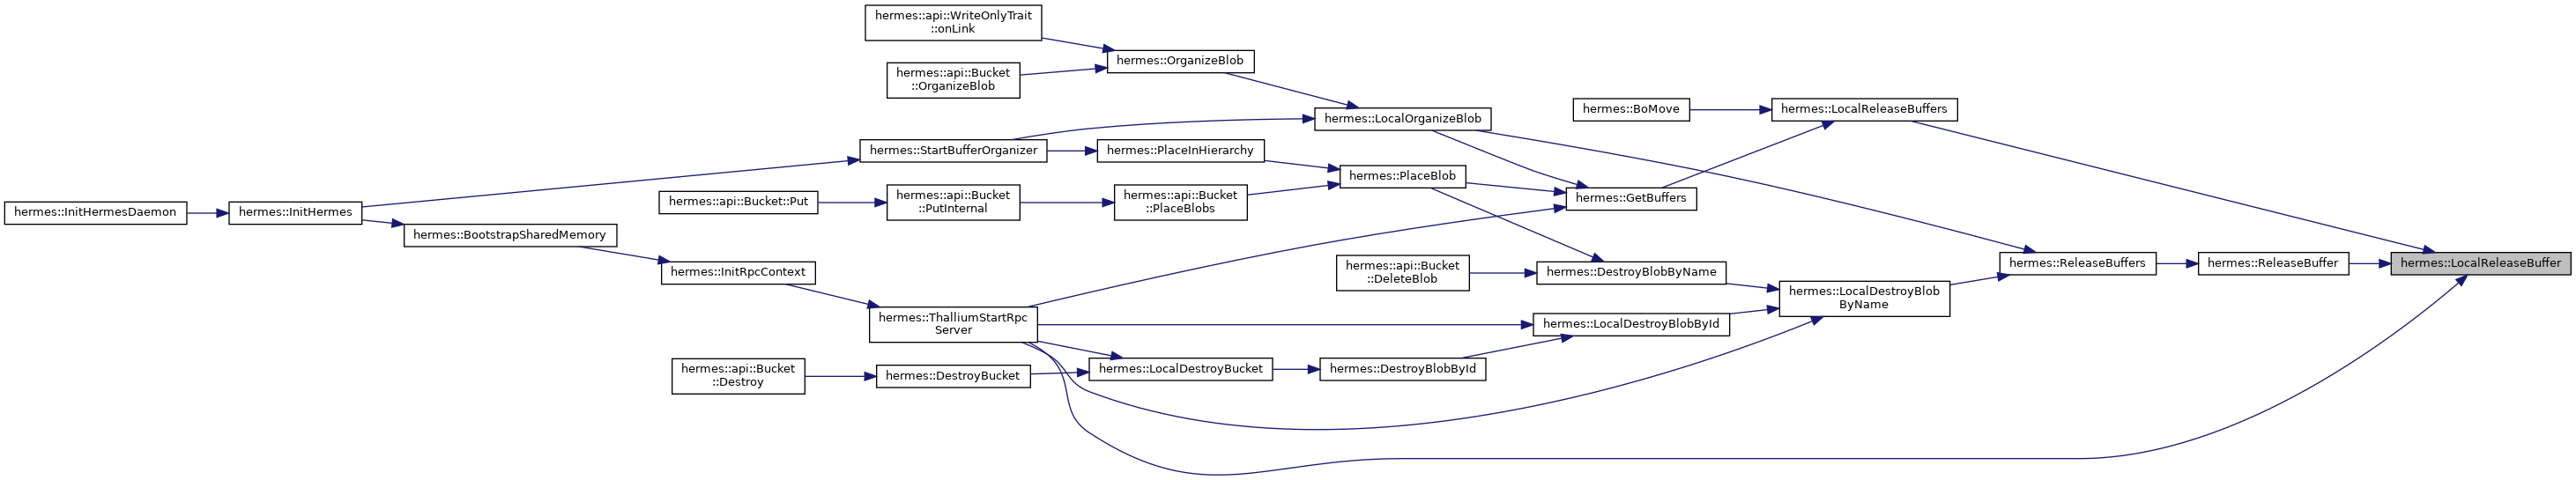 hermes::api::WriteOnlyTrait
::onLink
hermes::OrganizeBlob
hermes::api::Bucket
::OrganizeBlob
hermes::LocalOrganizeBlob
hermes::BoMove
hermes::LocalReleaseBuffers
hermes::StartBufferOrganizer
hermes::PlaceInHierarchy
hermes::PlaceBlob
hermes::GetBuffers
hermes::InitHermesDaemon
hermes::InitHermes
hermes::api::Bucket::Put
hermes::api::Bucket
::PutInternal
hermes::api::Bucket
::PlaceBlobs
hermes::BootstrapSharedMemory
hermes::InitRpcContext
hermes::api::Bucket
::DeleteBlob
hermes::DestroyBlobByName
hermes::ReleaseBuffers
hermes::ReleaseBuffer
hermes::LocalReleaseBuffer
hermes::LocalDestroyBlob
ByName
hermes::ThalliumStartRpc
Server
hermes::LocalDestroyBlobById
hermes::api::Bucket
::Destroy
hermes::DestroyBucket
hermes::LocalDestroyBucket
hermes::DestroyBlobById